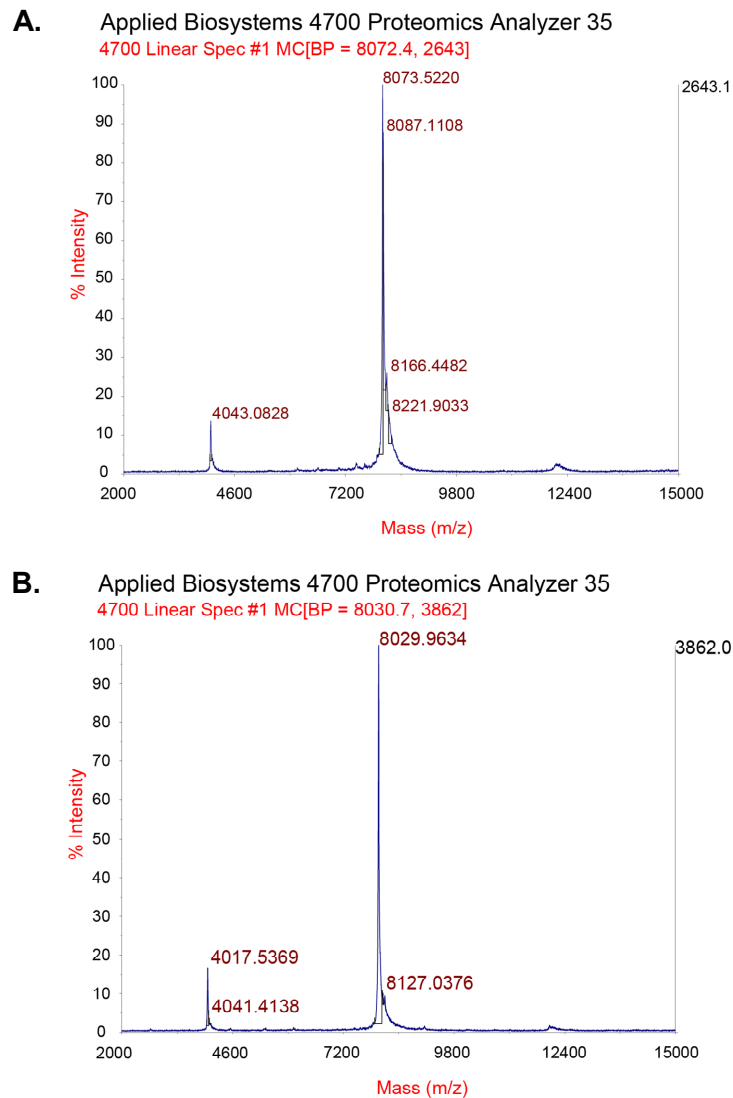 A.
Applied Biosystems 4700 Proteomics Analyzer 35
4700 Linear Spec #1 MC[BP = 8072.4, 2643]
8073.5220
2643.1
100
8087.1108
90
80
70
60
% Intensity
50
40
30
8166.4482
20
8221.9033
4043.0828
10
0
2000 4600 7200 9800 12400 15000
Mass (m/z)
B.
Applied Biosystems 4700 Proteomics Analyzer 35
4700 Linear Spec #1 MC[BP = 8030.7, 3862]
8029.9634
3862.0
100
90
80
70
60
% Intensity
50
40
30
20
4017.5369
8127.0376
10
4041.4138
0
2000 4600 7200 9800 12400 15000
Mass (m/z)